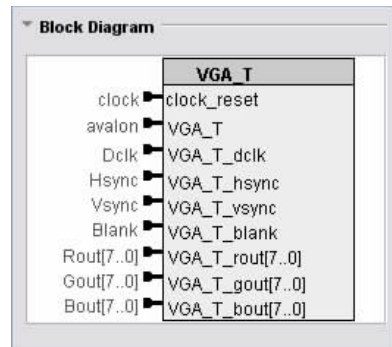 Block Diagram
VGA_T
clock clock_reset
avalon VGA_T
Dclk VGA_T_dclk
Hsync VGA_T_hsync
Vsync VGA_T_vsync
Blank VGA_T_blank
Rout[7..0] VGA_T_rout[7..0]
Gout[7..0] VGA_T_gout[7..0]
Bout[7..0] VGA_T_bout[7..0]